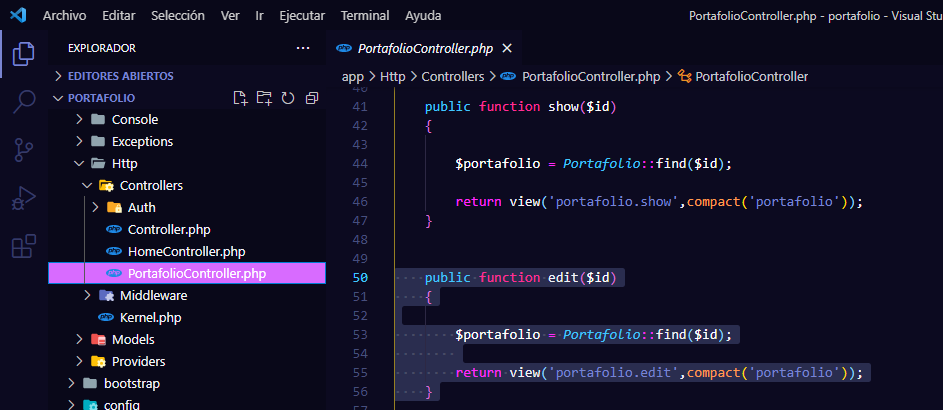 Archivo Editar Selección Ver Ir Ejecutar Terminal Ayuda PortafolioController.php - portafolio - Visual Stu
EXPLORADOR ···
EDITORES ABIERTOS
PORTAFOLIO
Console
Exceptions
Http
Controllers
Auth
Controller.php
HomeController.php
PortafolioController.php
Middleware
Kernel.php
Models
Providers
bootstrap
config
PortafolioController.php
app > Http > Controllers > PortafolioController.php > PortafolioController
40
41 public function show($id)
42 {
43
44 $portafolio = Portafolio::find($id);
45
46 return view('portafolio.show',compact('portafolio'));
47 }
48
49
50 public function edit($id)
51 {
52
53 $portafolio = Portafolio::find($id);
54
55 return view('portafolio.edit',compact('portafolio'));
56 }
57